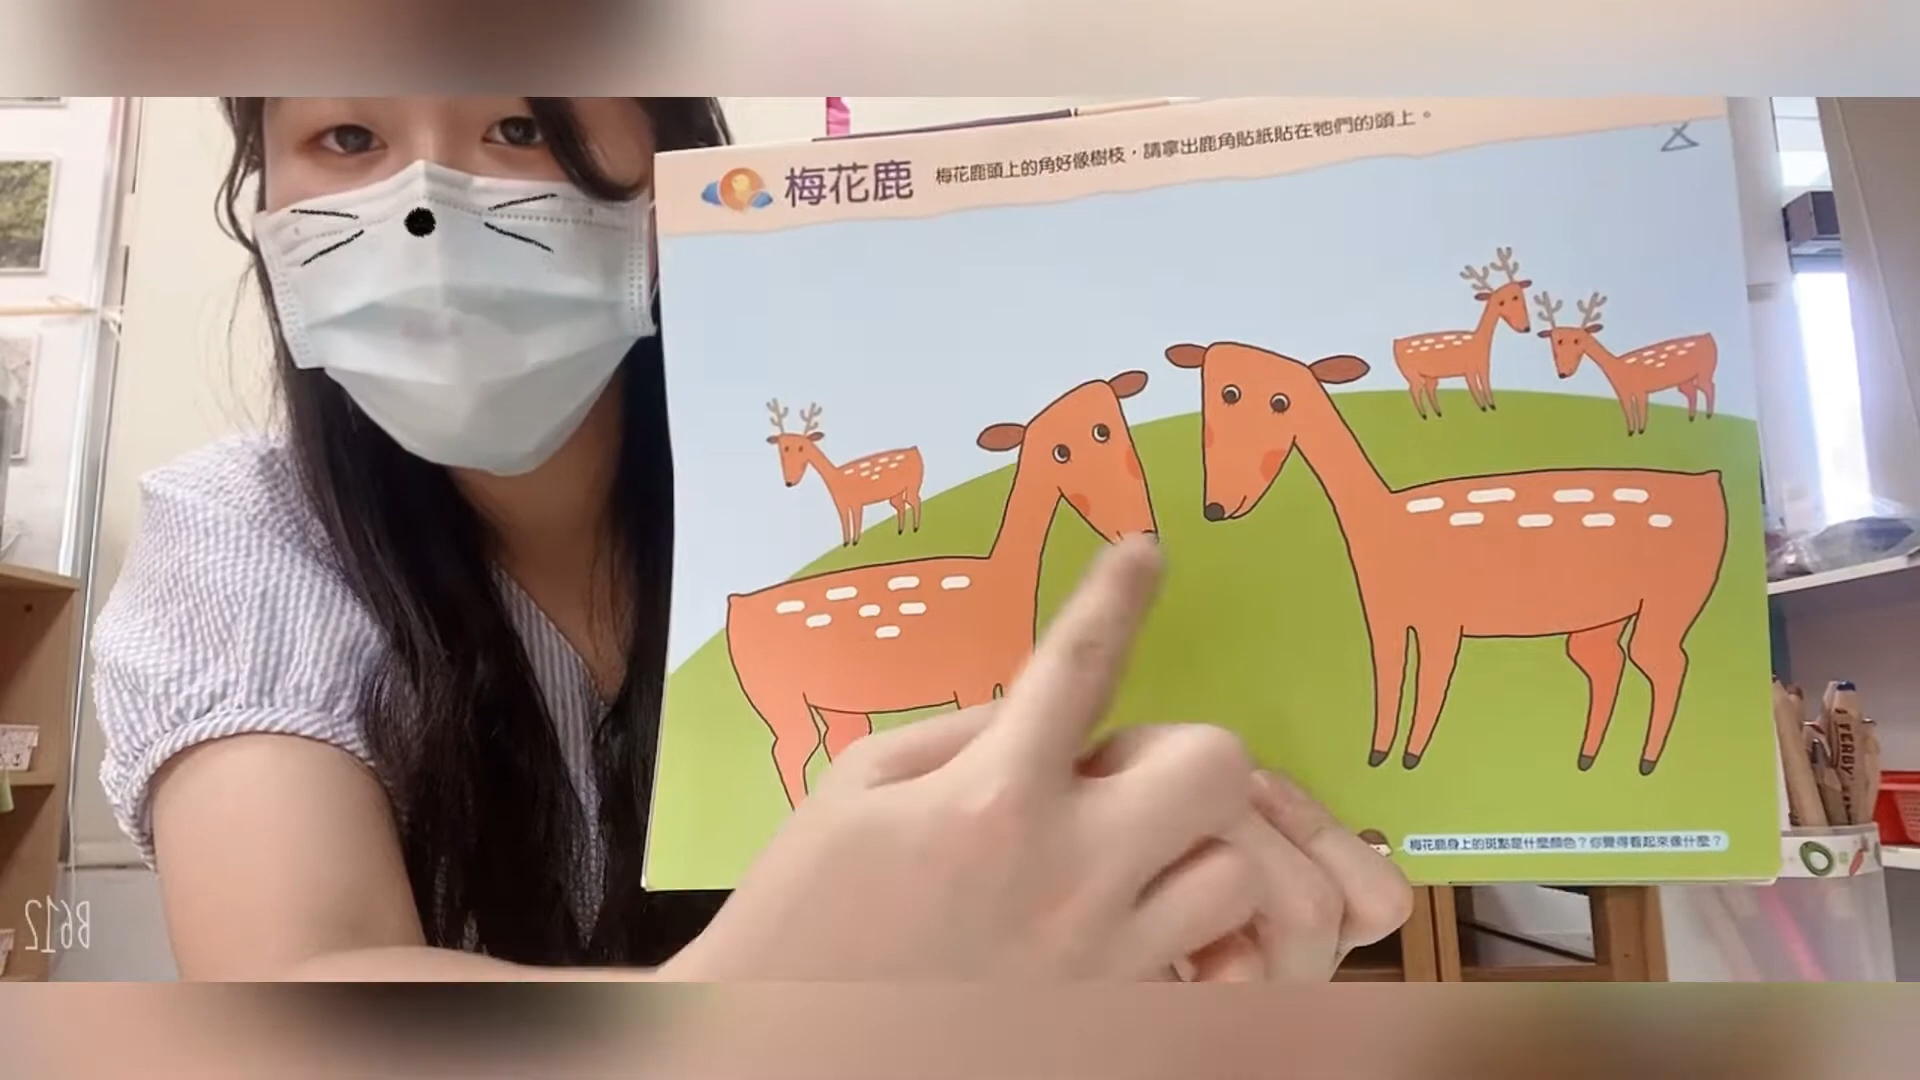 梅花鹿
梅花鹿頭上的角好像樹枝，請拿出鹿角貼紙貼在牠們的頭上。
梅花鹿身上的斑點是什麼顏色？你覺得看起來像什麼？
B612